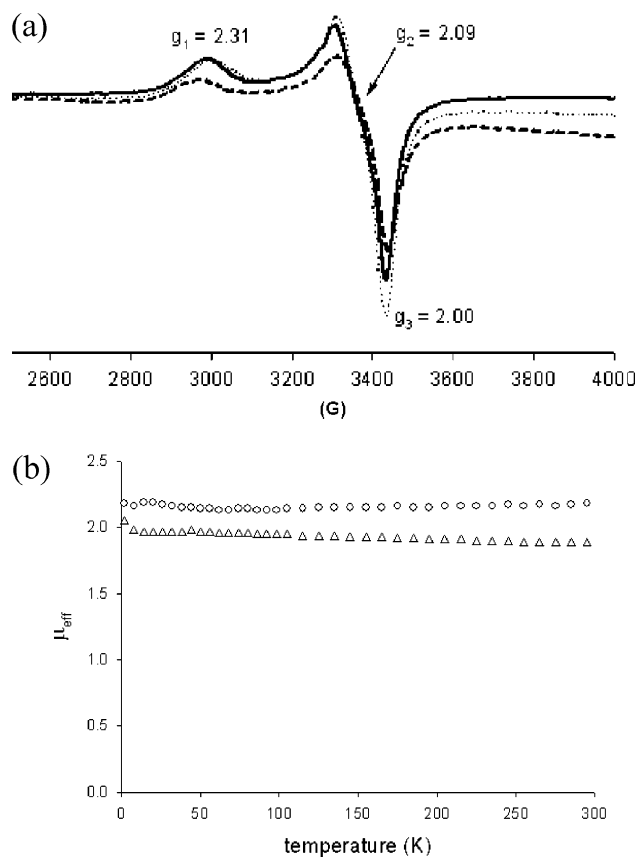 (a)
g1 = 2.31
g2 = 2.09
g3 = 2.00
2600 2800 3000 3200 3400 3600 3800 4000
(G)
(b)
2.5
2.0
1.5
1.0
0.5
0.0
μeff
0 50 100 150 200 250 300
temperature (K)